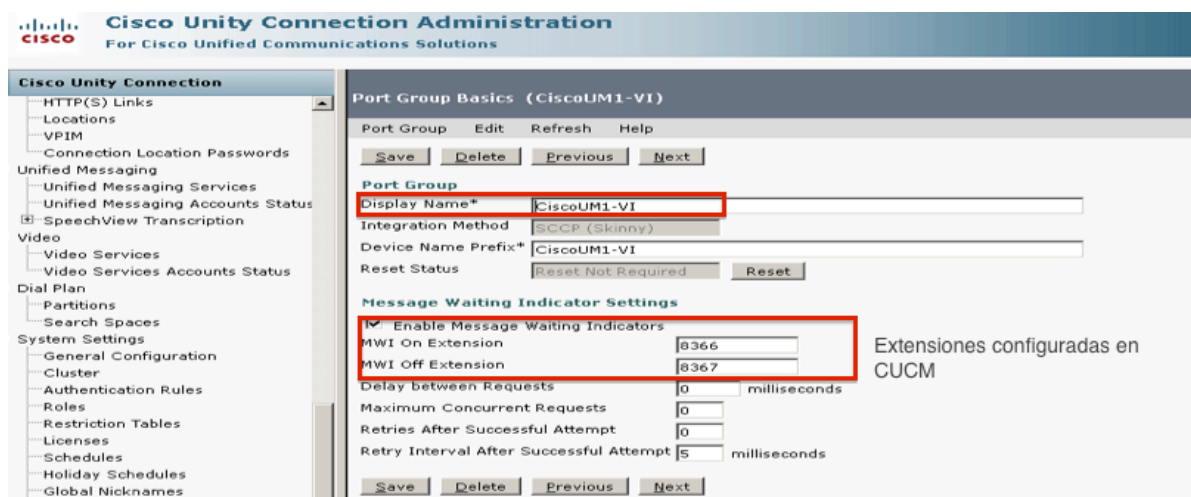 cisco
Cisco Unity Connection Administration
For Cisco Unified Communications Solutions
Cisco Unity Connection
HTTP(S) Links
Locations
VPIM
Connection Location Passwords
Unified Messaging
Unified Messaging Services
Unified Messaging Accounts Status
SpeechView Transcription
Video
Video Services
Video Services Accounts Status
Dial Plan
Partitions
Search Spaces
System Settings
General Configuration
Cluster
Authentication Rules
Roles
Restriction Tables
Licenses
Schedules
Holiday Schedules
Global Nicknames
Port Group Basics (CiscoUM1-VI)
Port Group Edit Refresh Help
Save Delete Previous Next
Port Group
Display Name* CiscoUM1-VI
Integration Method SCCP (Skinny)
Device Name Prefix* CiscoUM1-VI
Reset Status Reset Not Required Reset
Message Waiting Indicator Settings
Enable Message Waiting Indicators
MWI On Extension 8366
MWI Off Extension 8367
Delay between Requests 0 milliseconds
Maximum Concurrent Requests 0
Retries After Successful Attempt 0
Retry Interval After Successful Attempt 5 milliseconds
Save Delete Previous Next
Extensiones configuradas en
CUCM